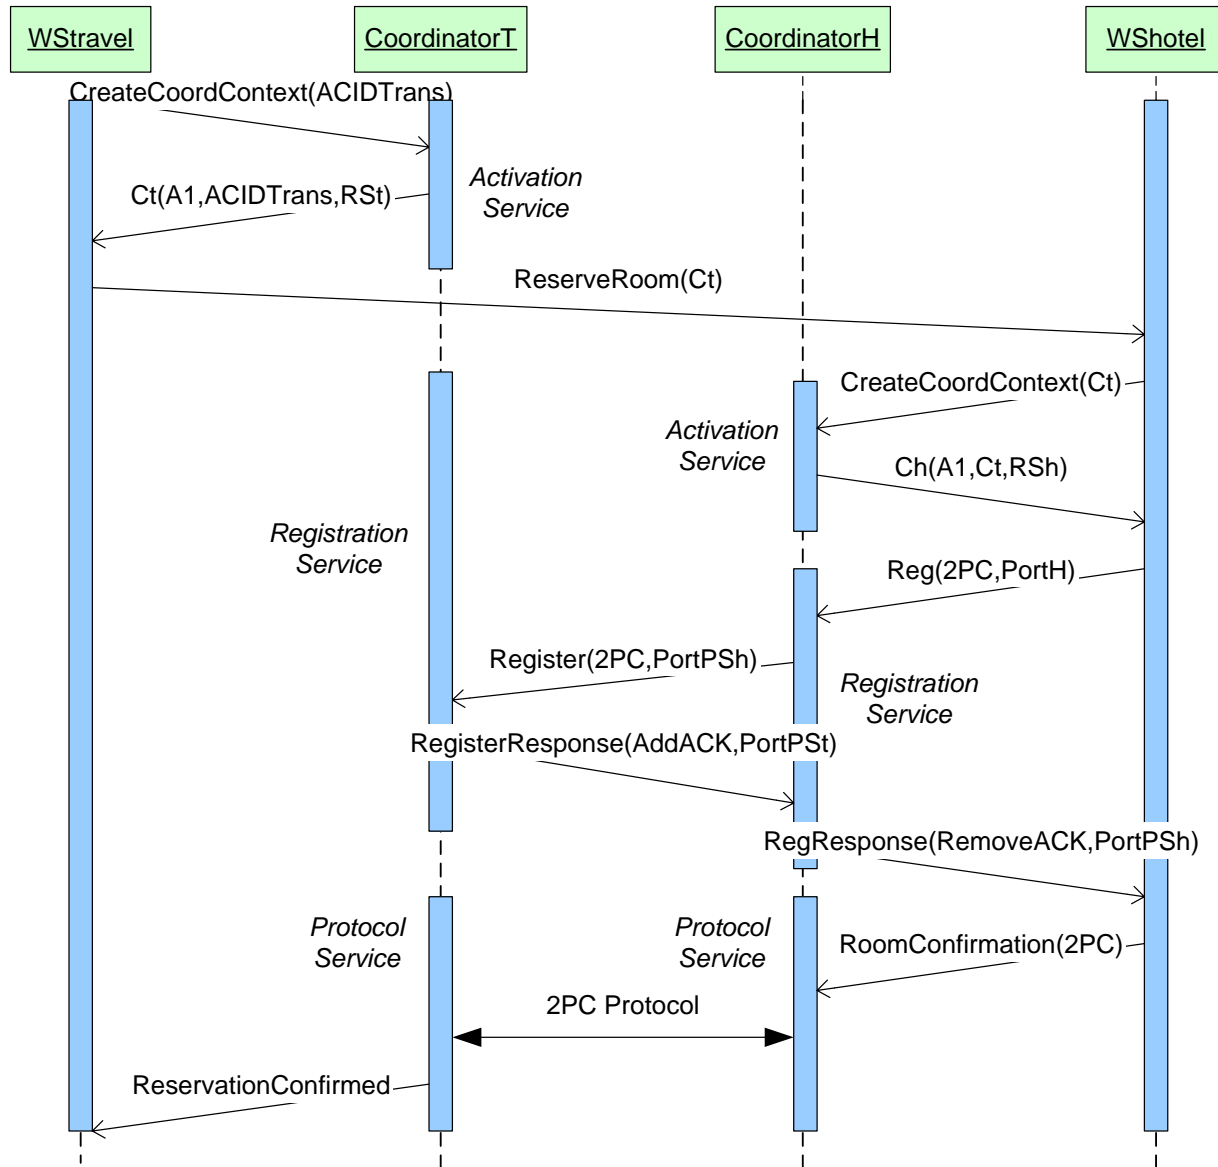 WStravel
CoordinatorT
CoordinatorH
WShotel
CreateCoordContext(ACIDTrans)
Activation
Service
Ct(A1,ACIDTrans,RSt)
ReserveRoom(Ct)
CreateCoordContext(Ct)
Activation
Service
Ch(A1,Ct,RSh)
Registration
Service
Reg(2PC,PortH)
Register(2PC,PortPSh)
Registration
Service
RegisterResponse(AddACK,PortPSt)
RegResponse(RemoveACK,PortPSh)
Protocol
Service
Protocol
Service
RoomConfirmation(2PC)
2PC Protocol
ReservationConfirmed